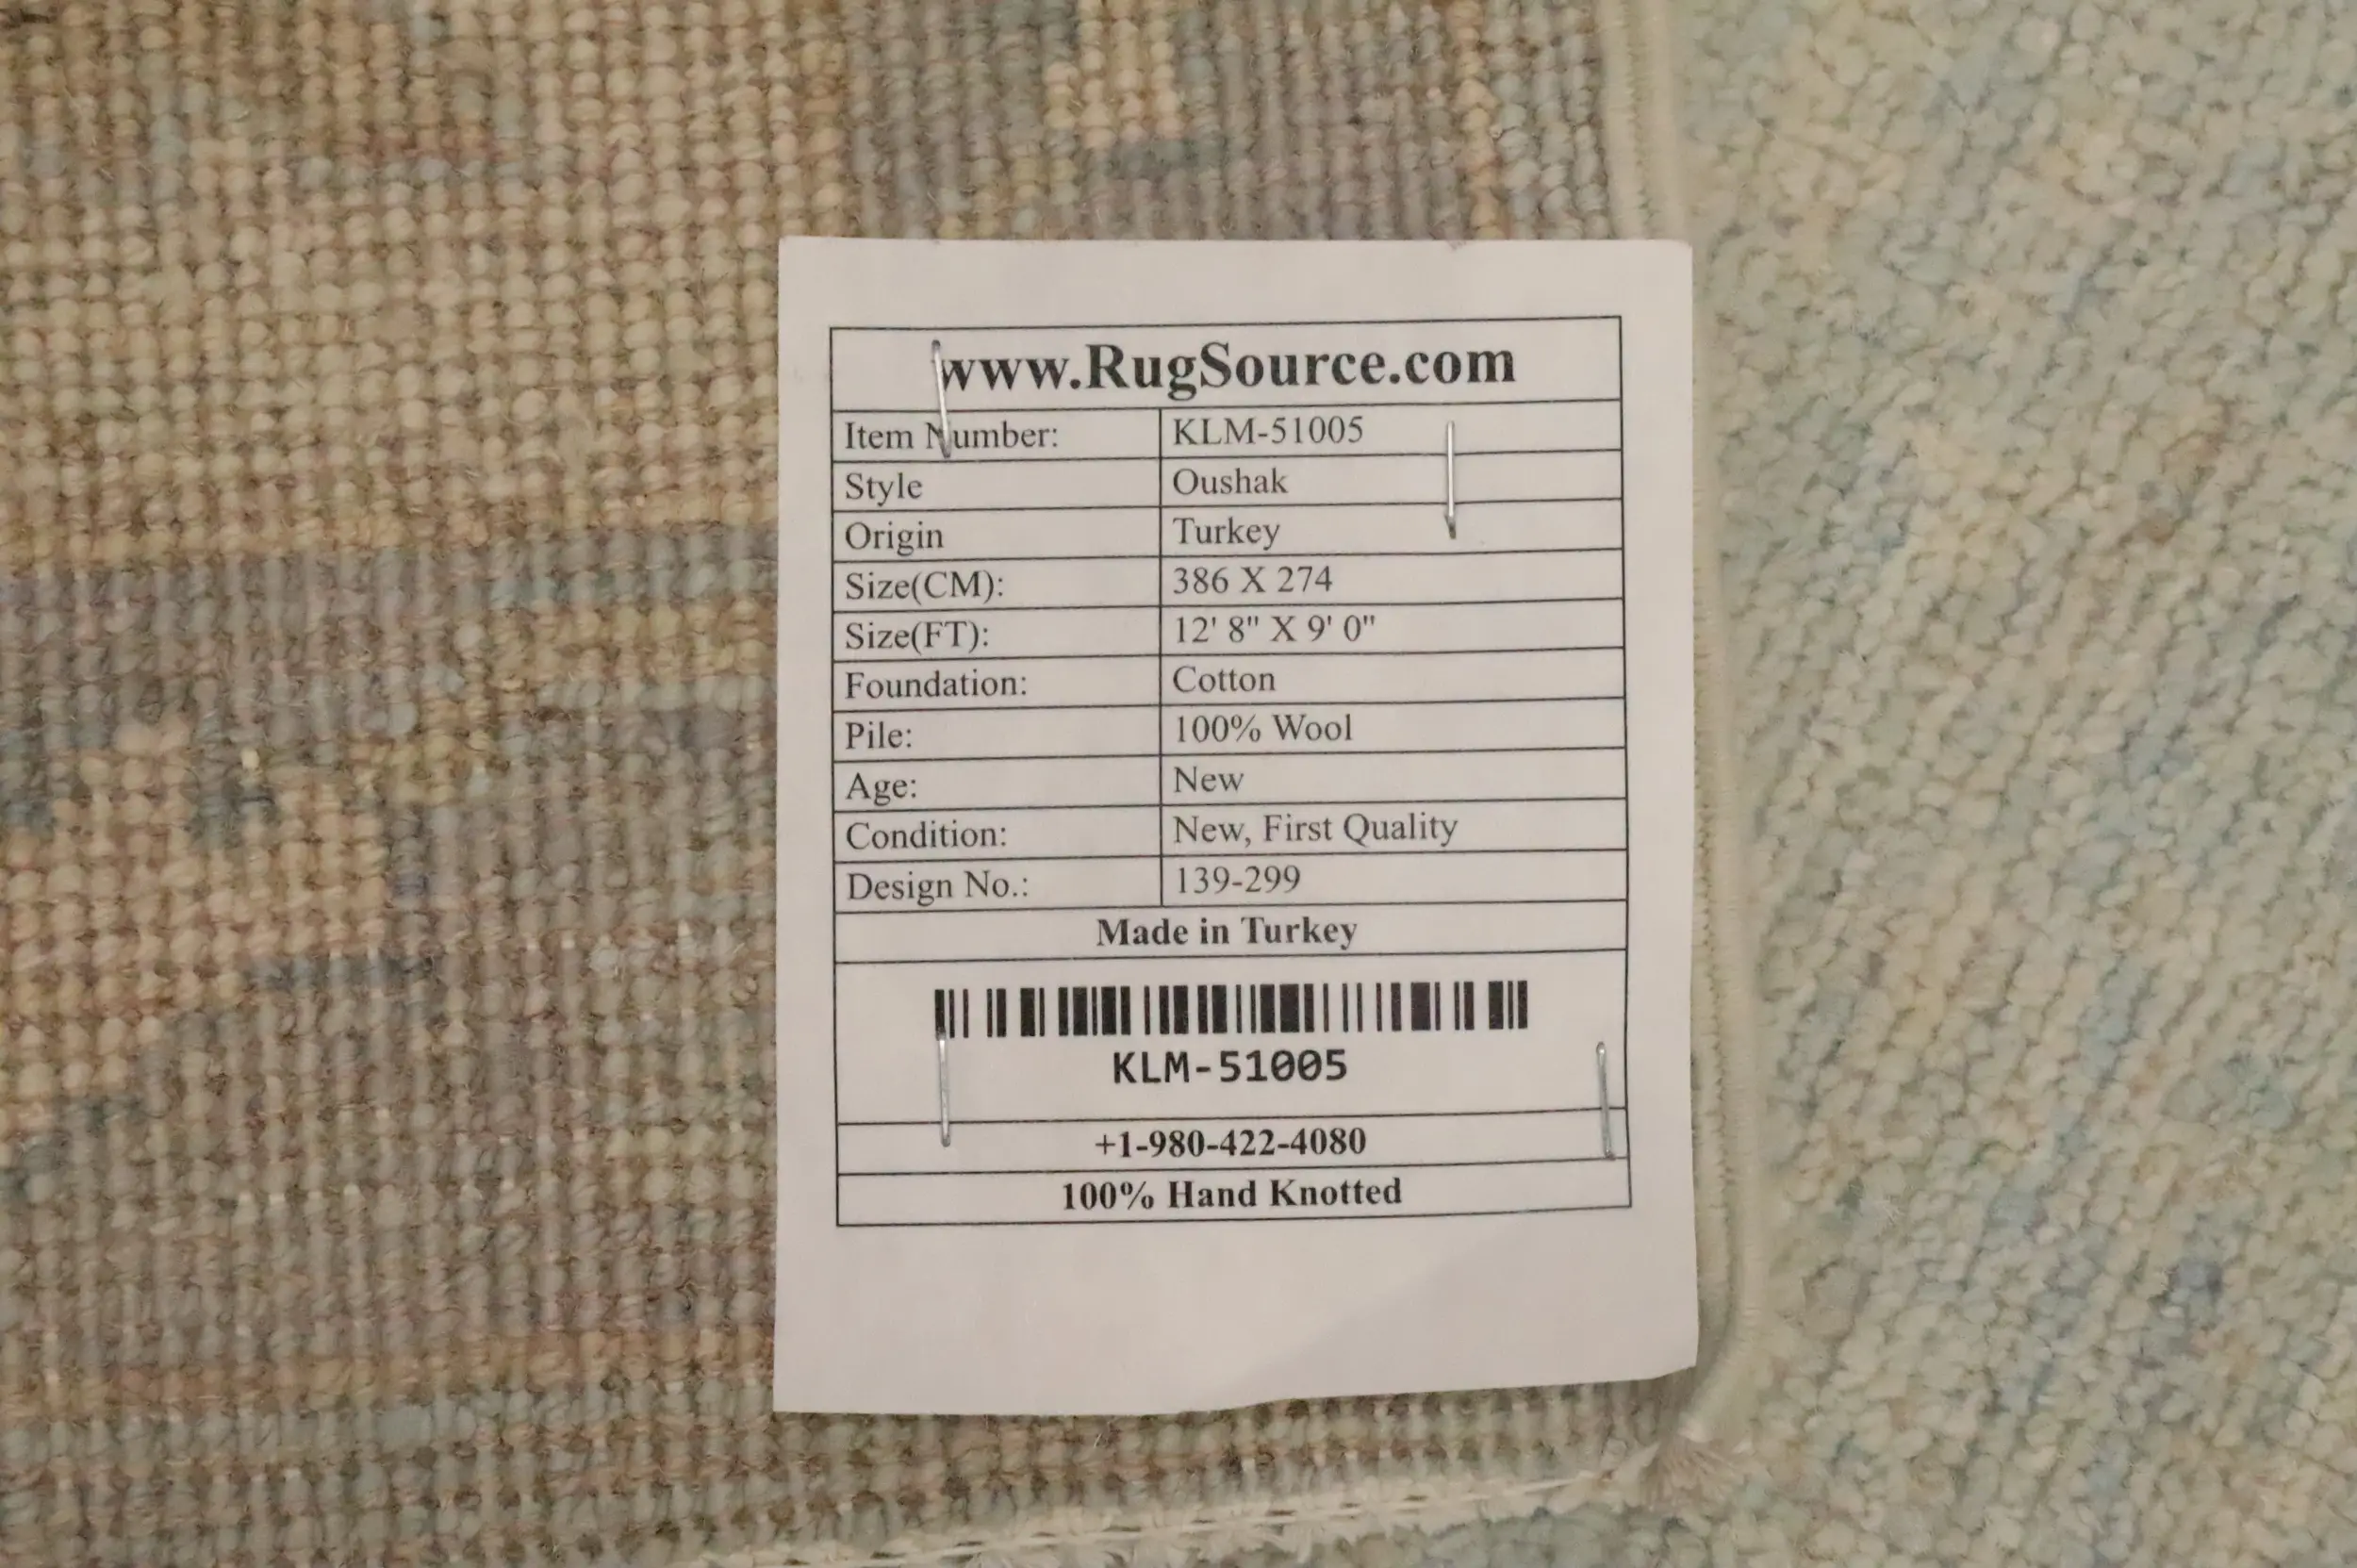 www.RugSource.com
Item Number: KLM-51005
Style Oushak
Origin Turkey
Size(CM): 386 X 274
Size(FT): 12' 8" X 9' 0"
Foundation: Cotton
Pile: 100% Wool
Age: New
Condition: New, First Quality
Design No.: 139-299
Made in Turkey
KLM-51005
+1-980-422-4080
100% Hand Knotted